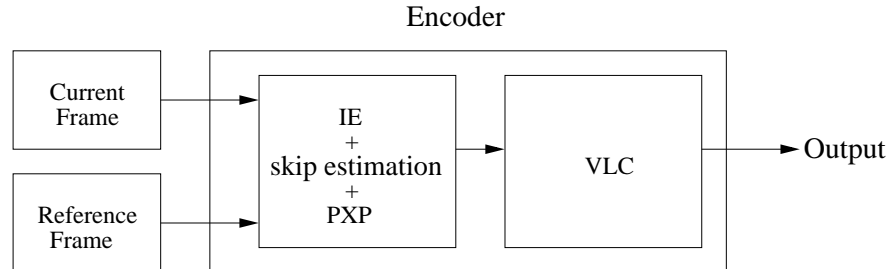 Encoder
Current
Frame
Reference
Frame
IE
+
skip estimation
+
PXP
VLC
Output